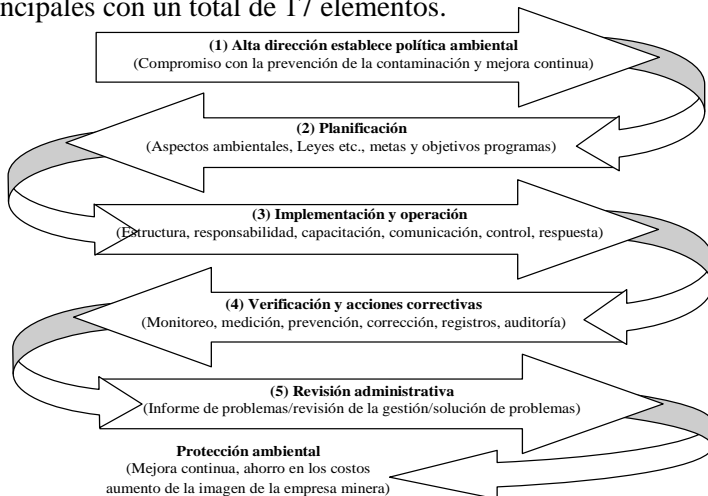 ncipales con un total de 17 elementos.
(1) Alta dirección establece política ambiental
(Compromiso con la prevención de la contaminación y mejora continua)
(2) Planificación
(Aspectos ambientales, Leyes etc., metas y objetivos programas)
(3) Implementación y operación
(Estructura, responsabilidad, capacitación, comunicación, control, respuesta)
(4) Verificación y acciones correctivas
(Monitoreo, medición, prevención, corrección, registros, auditoría)
(5) Revisión administrativa
(Informe de problemas/revisión de la gestión/solución de problemas)
Protección ambiental
(Mejora continua, ahorro en los costos
aumento de la imagen de la empresa minera)